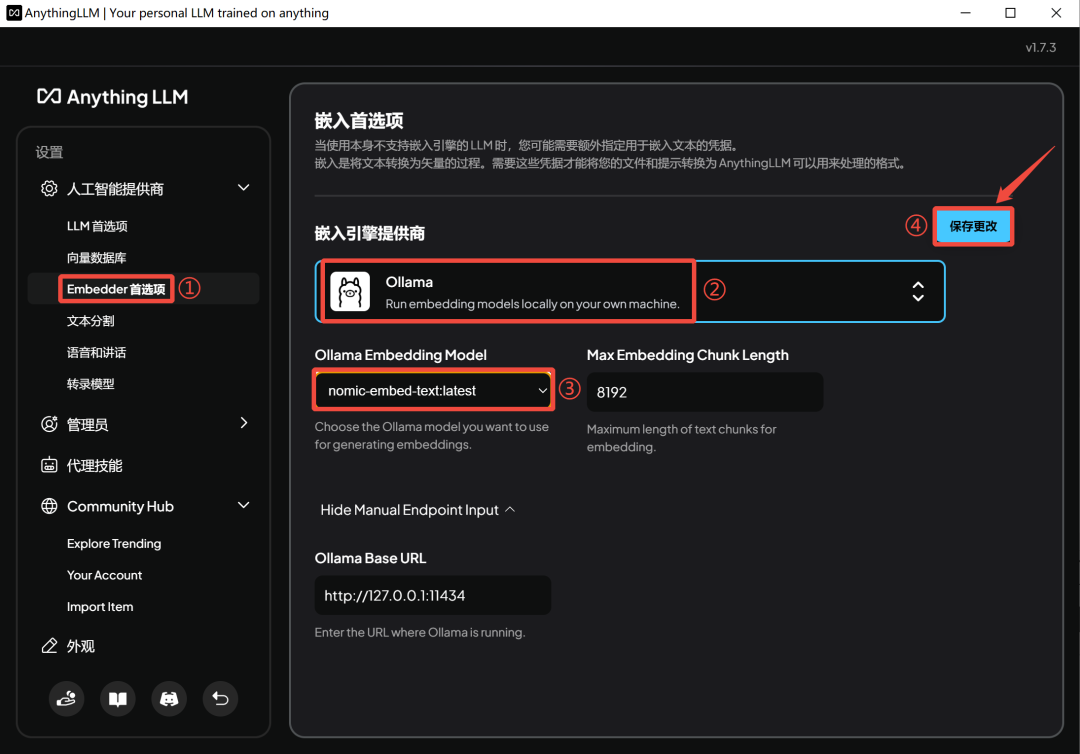 AnythingLLM | Your personal LLM trained on anything
v1.7.3
Anything LLM
设置
人工智能提供商
LLM 首选项
向量数据库
Embedder 首选项
①
文本分割
语音和讲话
转录模型
管理员
代理技能
Community Hub
Explore Trending
Your Account
Import Item
外观
嵌入首选项
当使用本身不支持嵌入引擎的 LLM 时，您可能需要额外指定用于嵌入文本的凭据。
嵌入是将文本转换为矢量的过程。需要这些凭据才能将您的文件和提示转换为 AnythingLLM 可以用来处理的格式。
④
保存更改
嵌入引擎提供商
Ollama
Run embedding models locally on your own machine.
②
Ollama Embedding Model
nomic-embed-text:latest
③
Choose the Ollama model you want to use
for generating embeddings.
Max Embedding Chunk Length
8192
Maximum length of text chunks for
embedding.
Hide Manual Endpoint Input
Ollama Base URL
http://127.0.0.1:11434
Enter the URL where Ollama is running.